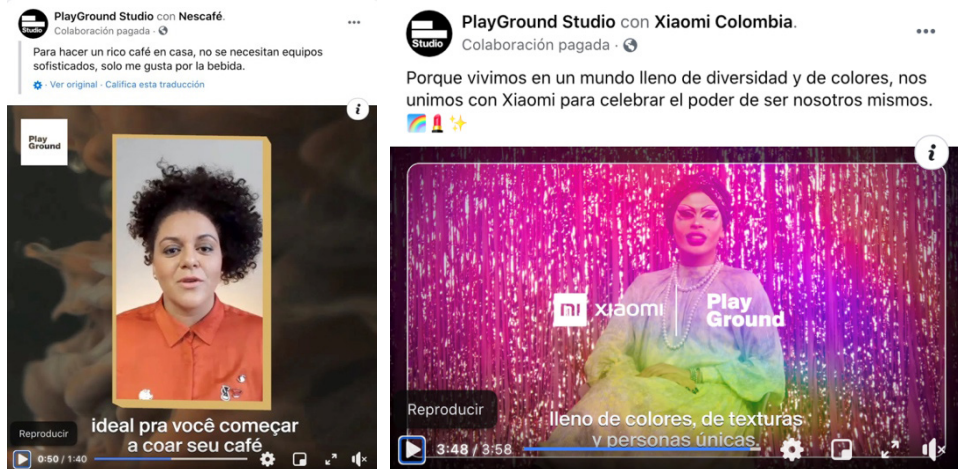 Studio
PlayGround Studio con Nescafé.
Colaboración pagada ·
Para hacer un rico café en casa, no se necesitan equipos
sofisticados, solo me gusta por la bebida.
· Ver original · Califica esta traducción
i
Play
Ground
Reproducir
ideal pra você começar
a coar seu café
0:50 / 1:40
Studio
PlayGround Studio con Xiaomi Colombia.
Colaboración pagada ·
Porque vivimos en un mundo lleno de diversidad y de colores, nos
unimos con Xiaomi para celebrar el poder de ser nosotros mismos.
i
mi xiaomi
Play
Ground
Reproducir
lleno de colores, de texturas
y personas únicas.
3:48 / 3:58